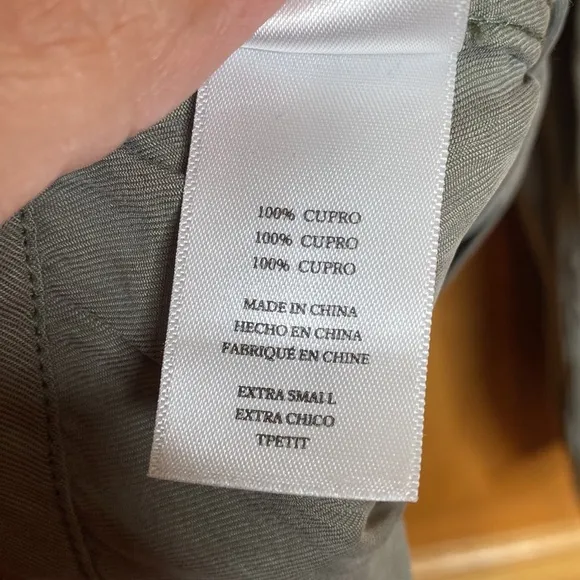 100% CUPRO
100% CUPRO
100% CUPRO
MADE IN CHINA
HECHO EN CHINA
FABRIQUÉ EN CHINE
EXTRA SMALL
EXTRA CHICO
TPETIT